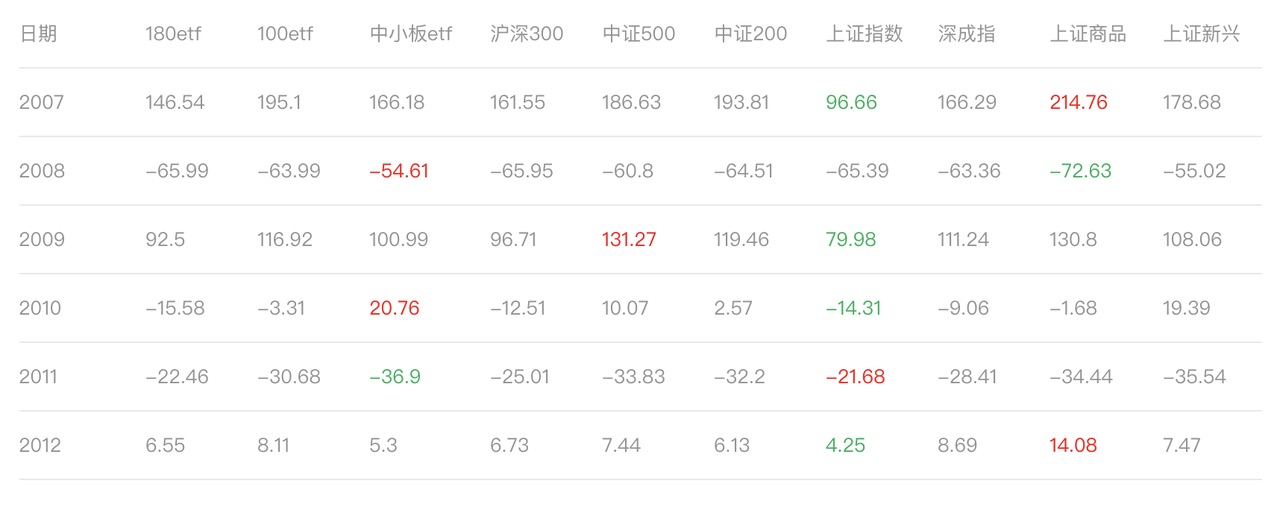 日期 180etf 100etf 中小板etf 沪深300 中证500 中证200 上证指数 深成指 上证商品 上证新兴
2007 146.54 195.1 166.18 161.55 186.63 193.81 96.66 166.29 214.76 178.68
2008 –65.99 –63.99 –54.61 –65.95 –60.8 –64.51 –65.39 –63.36 –72.63 –55.02
2009 92.5 116.92 100.99 96.71 131.27 119.46 79.98 111.24 130.8 108.06
2010 –15.58 –3.31 20.76 –12.51 10.07 2.57 –14.31 –9.06 –1.68 19.39
2011 –22.46 –30.68 –36.9 –25.01 –33.83 –32.2 –21.68 –28.41 –34.44 –35.54
2012 6.55 8.11 5.3 6.73 7.44 6.13 4.25 8.69 14.08 7.47